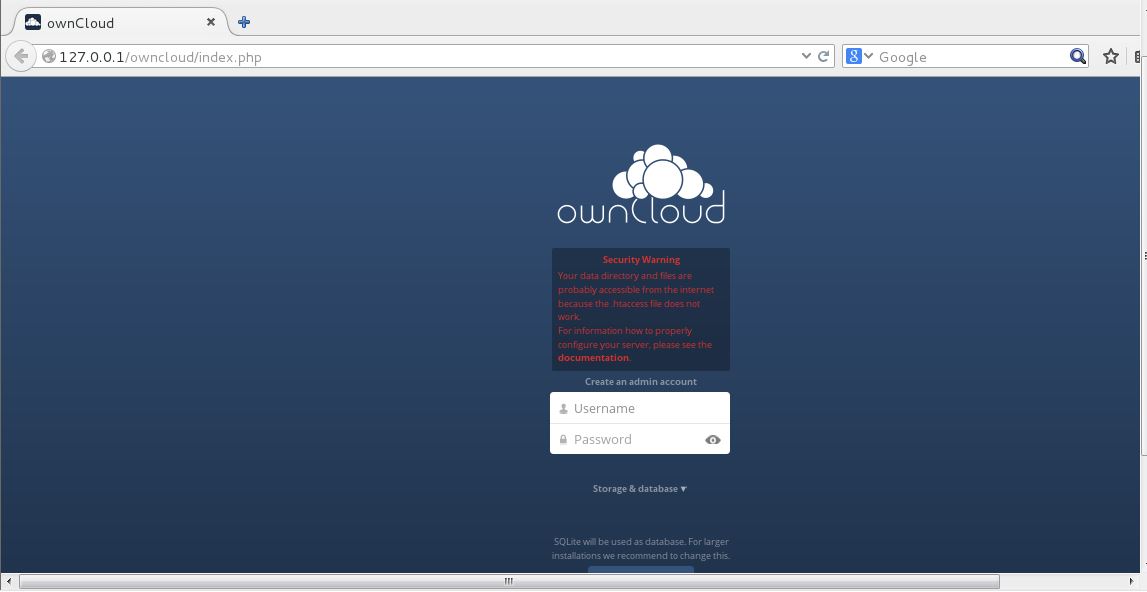 ownCloud
127.0.0.1/owncloud/index.php
Google
ownCloud
Security Warning
Your data directory and files are
probably accessible from the internet
because the .htaccess file does not
work.
For information how to properly
configure your server, please see the
documentation.
Create an admin account
Username
Password
Storage & database ▾
SQLite will be used as database. For larger
installations we recommend to change this.